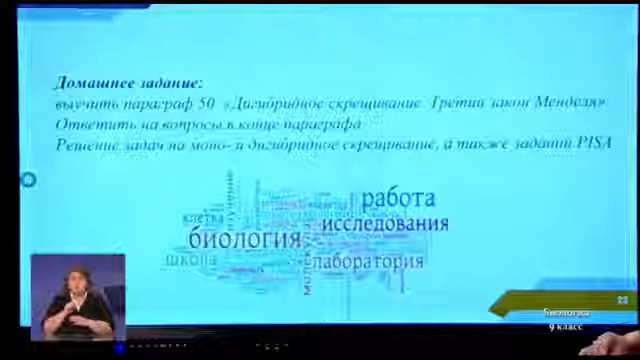 Домашнее задание:
выучить параграф 50 «Дигибридное скрещивание. Третий закон Менделя»
Ответить на вопросы в конце параграфа
Решение задач на моно- и дигибридное скрещивание, а также заданий PISA
работа
клетка
исследования
биология
школа
лаборатория
Биология
9 класс